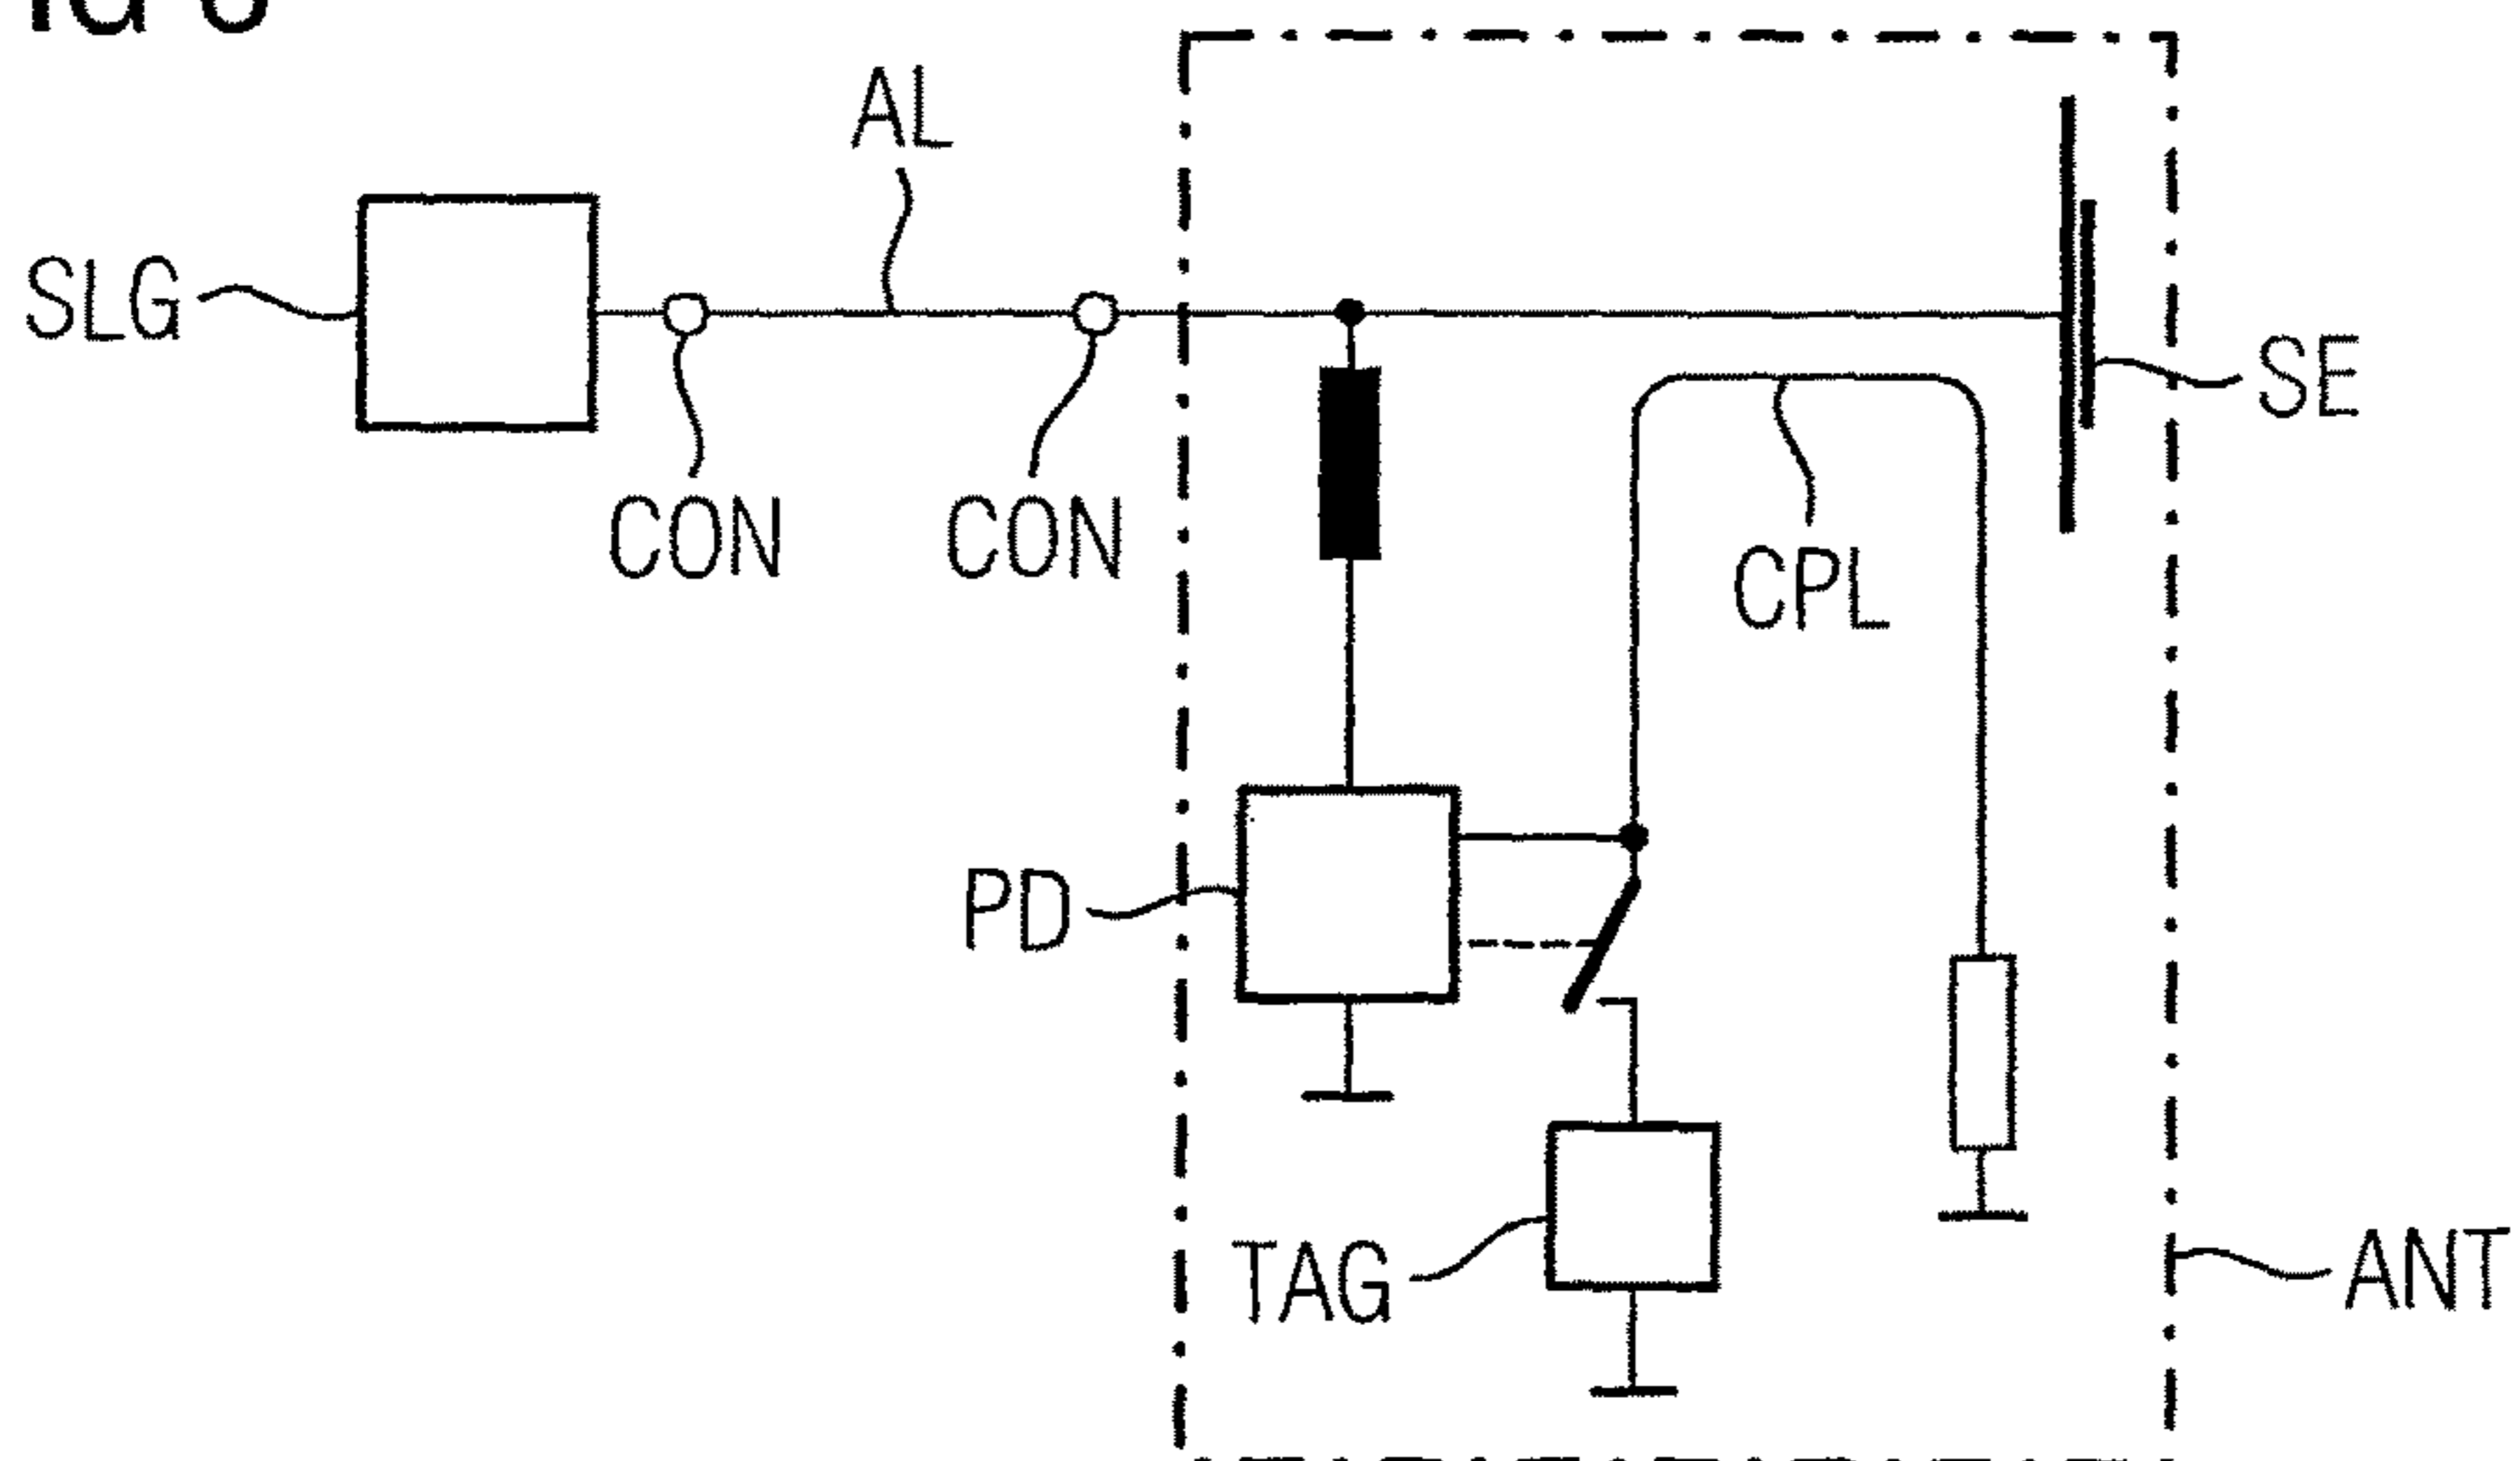 AL
SLG
SE
CON CON
CPL
PD
TAG
ANT